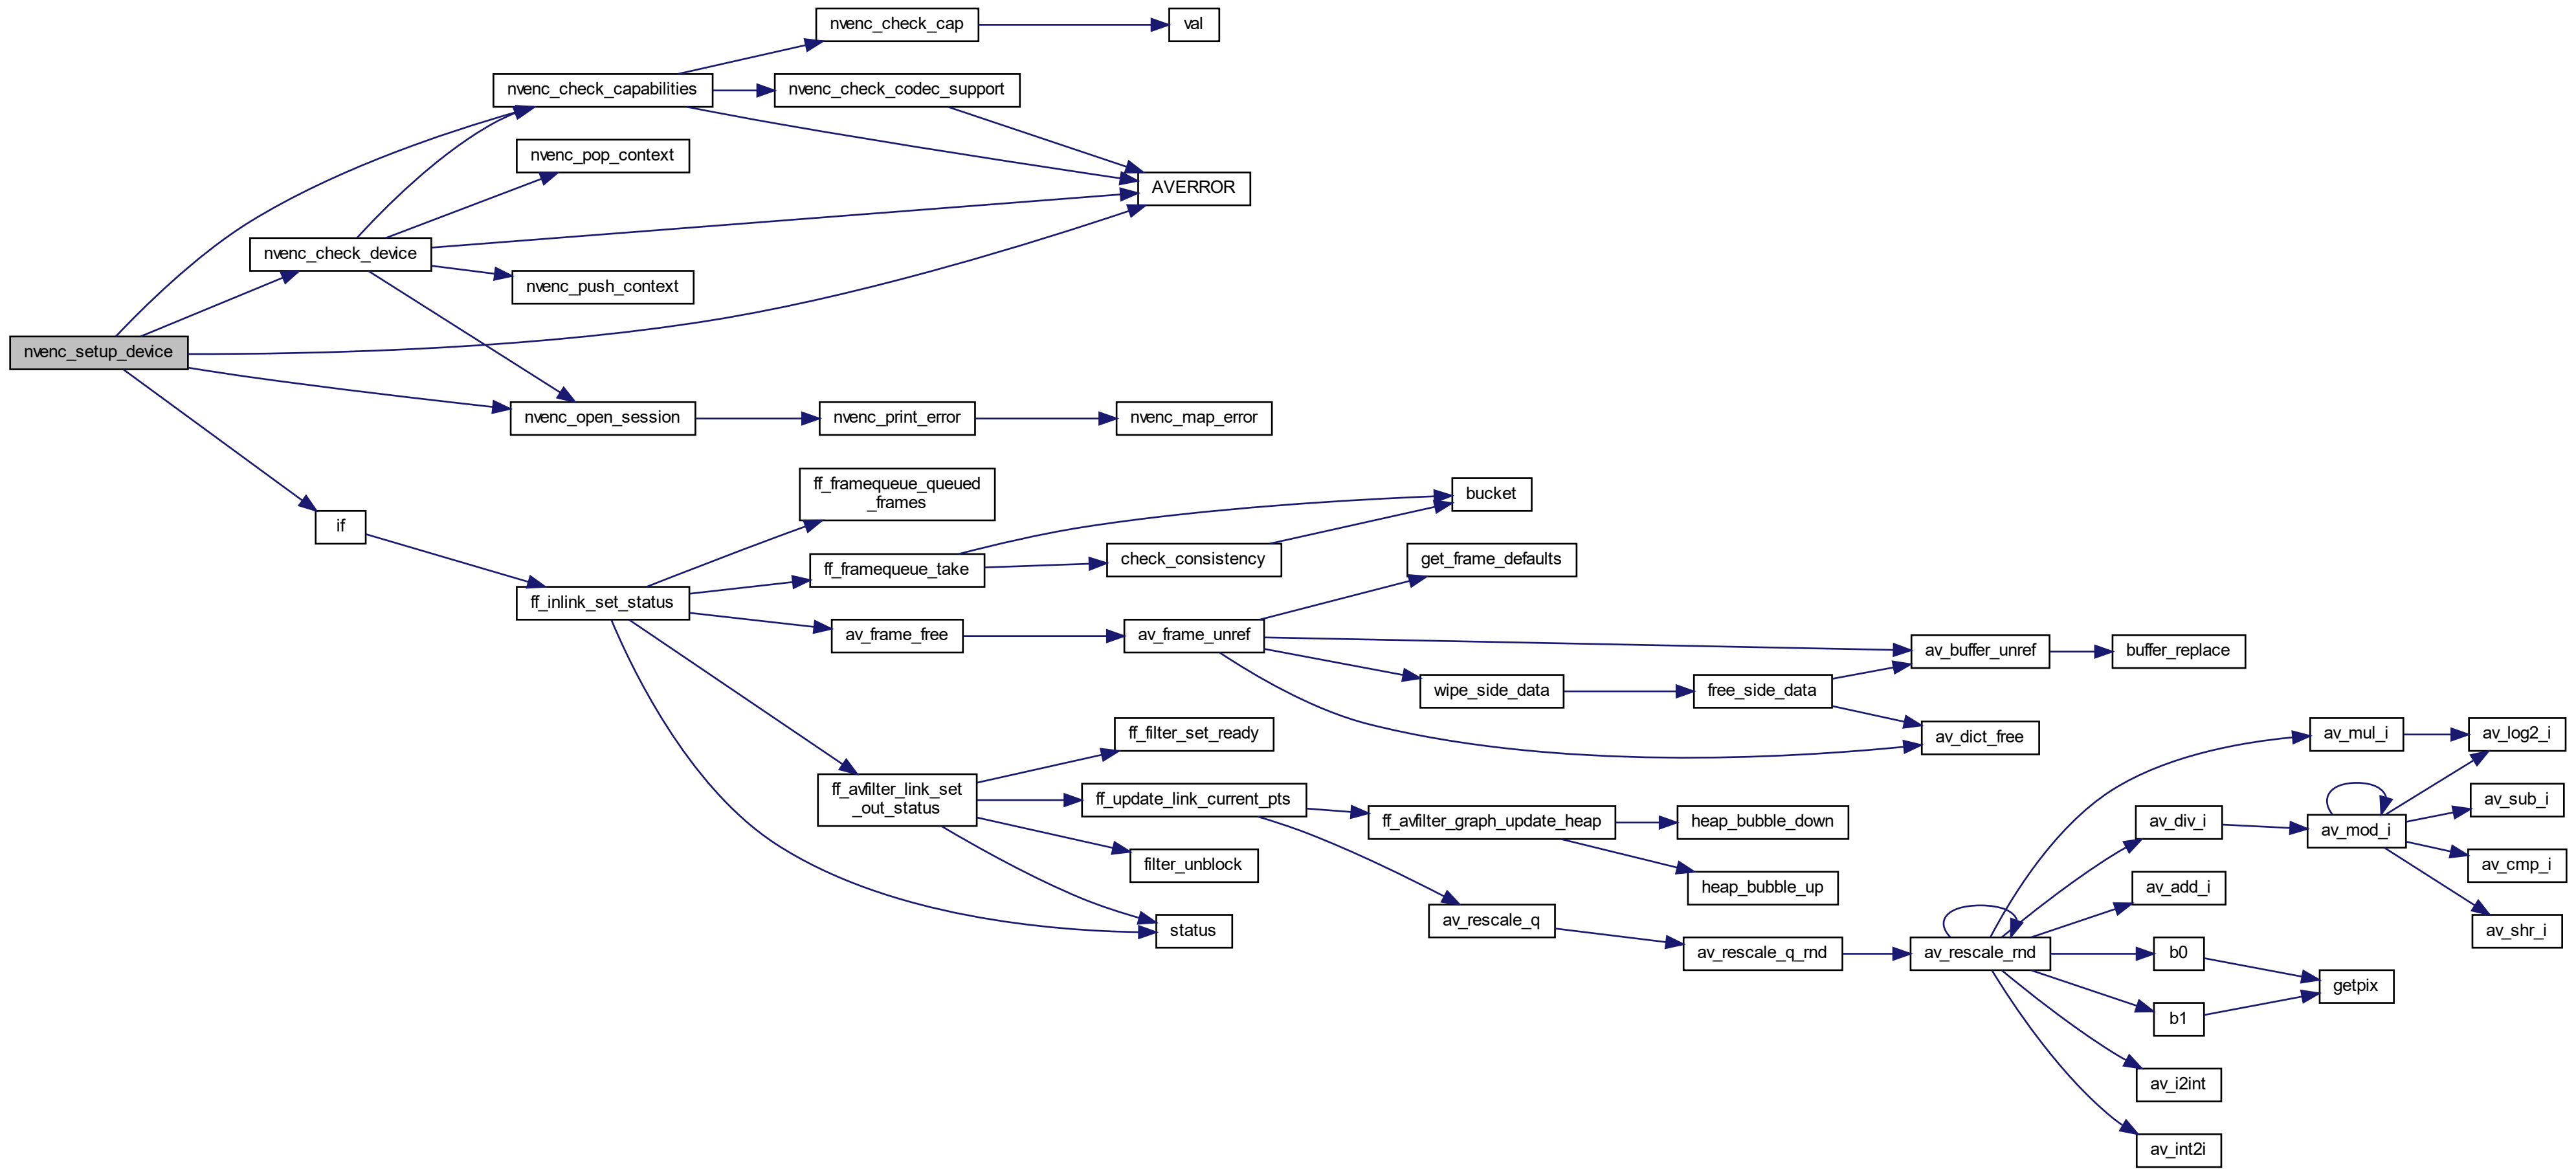 nvenc_check_cap
val
nvenc_check_capabilities
nvenc_check_codec_support
nvenc_pop_context
AVERROR
nvenc_check_device
nvenc_push_context
nvenc_setup_device
nvenc_open_session
nvenc_print_error
nvenc_map_error
ff_framequeue_queued
_frames
bucket
if
check_consistency
get_frame_defaults
ff_framequeue_take
ff_inlink_set_status
av_frame_free
av_frame_unref
av_buffer_unref
buffer_replace
wipe_side_data
free_side_data
ff_filter_set_ready
av_dict_free
av_mul_i
av_log2_i
ff_avfilter_link_set
_out_status
ff_update_link_current_pts
ff_avfilter_graph_update_heap
heap_bubble_down
av_div_i
av_mod_i
av_sub_i
filter_unblock
heap_bubble_up
av_add_i
av_cmp_i
status
av_rescale_q
av_rescale_q_rnd
av_rescale_rnd
b0
av_shr_i
b1
getpix
av_i2int
av_int2i